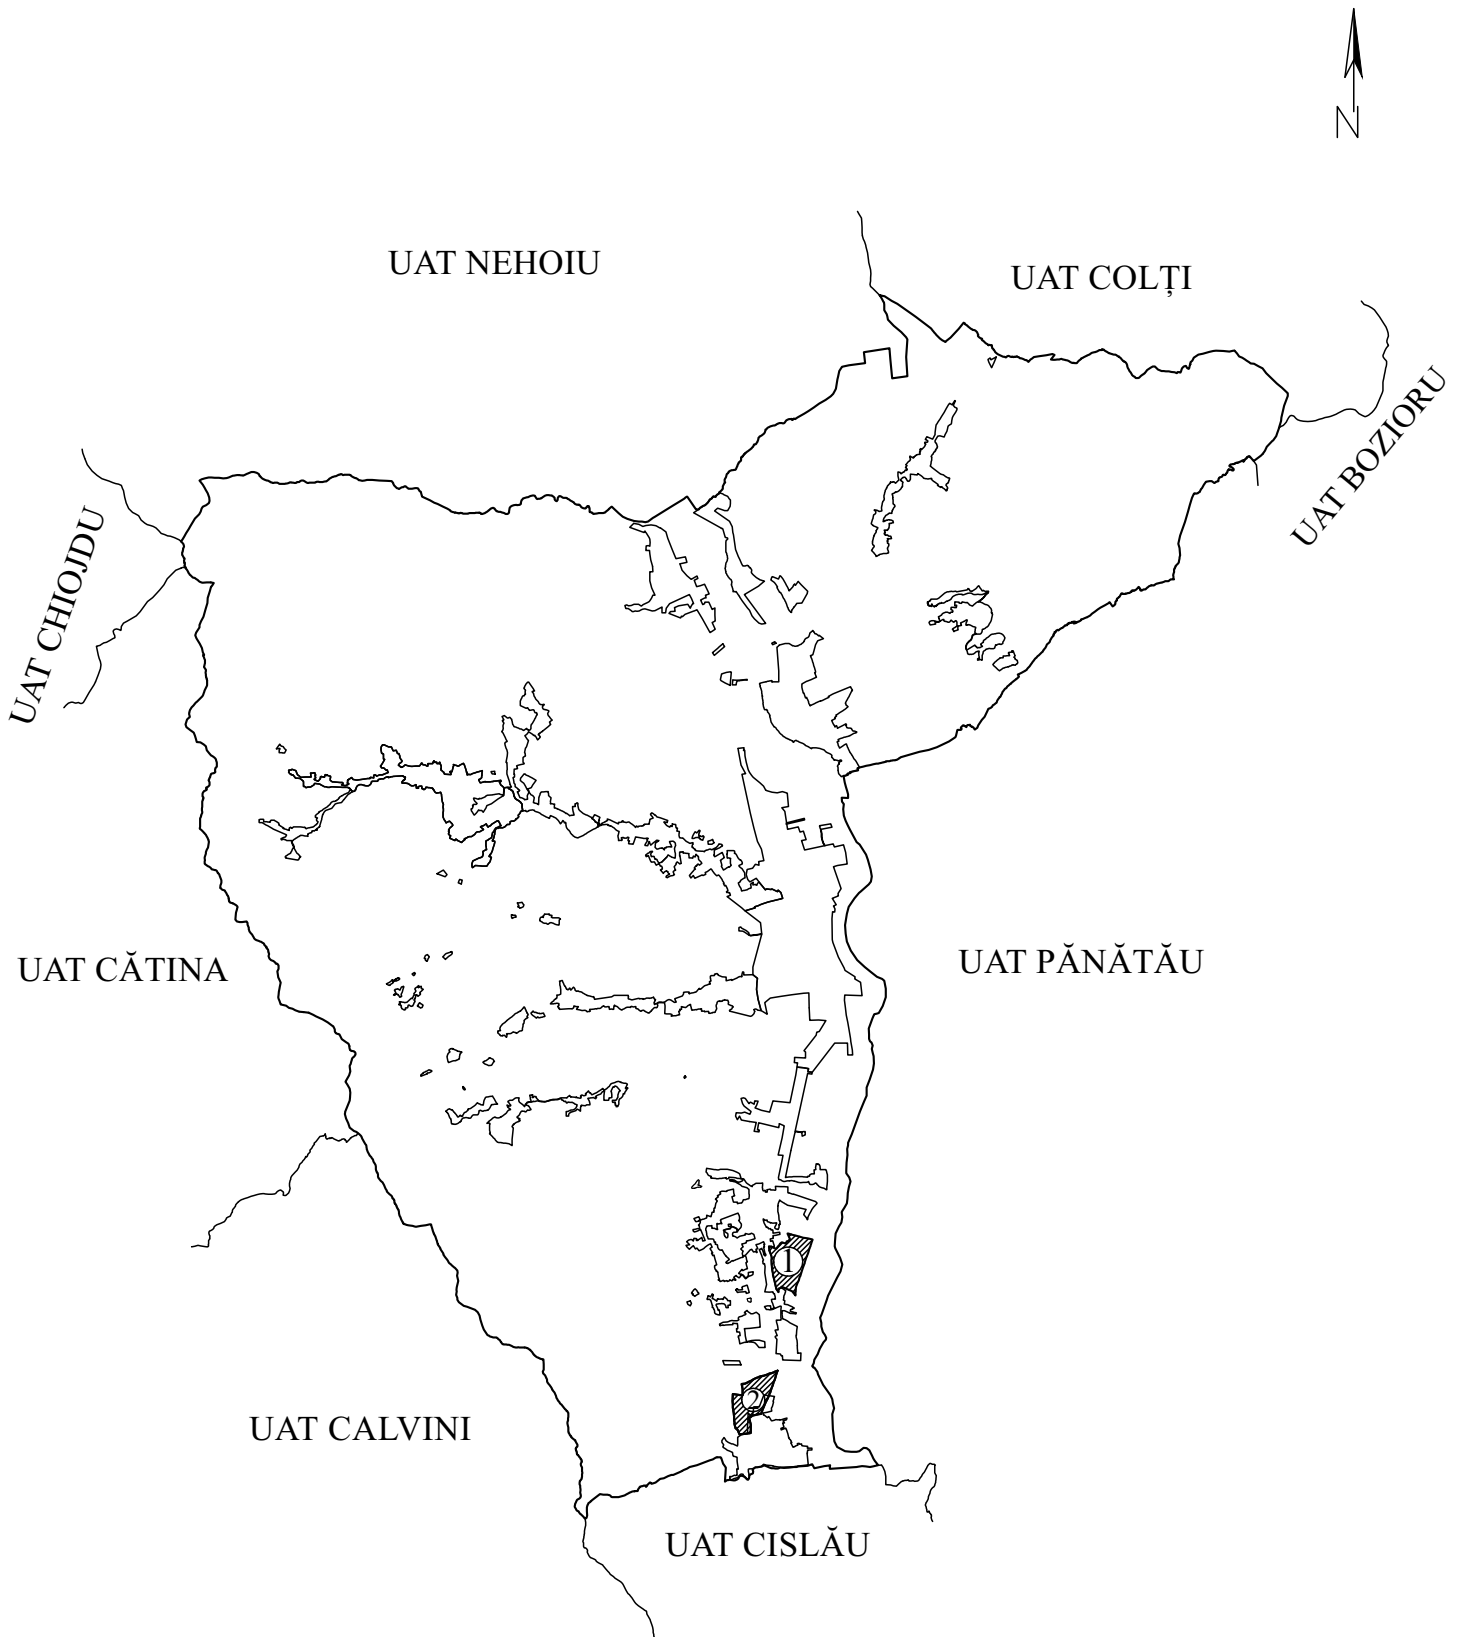 N
UAT NEHOIU
UAT COLȚI
UAT BOZIORU
UAT CHIOJDU
UAT CĂTINA
UAT PĂNĂTĂU
1
2
UAT CALVINI
UAT CISLĂU